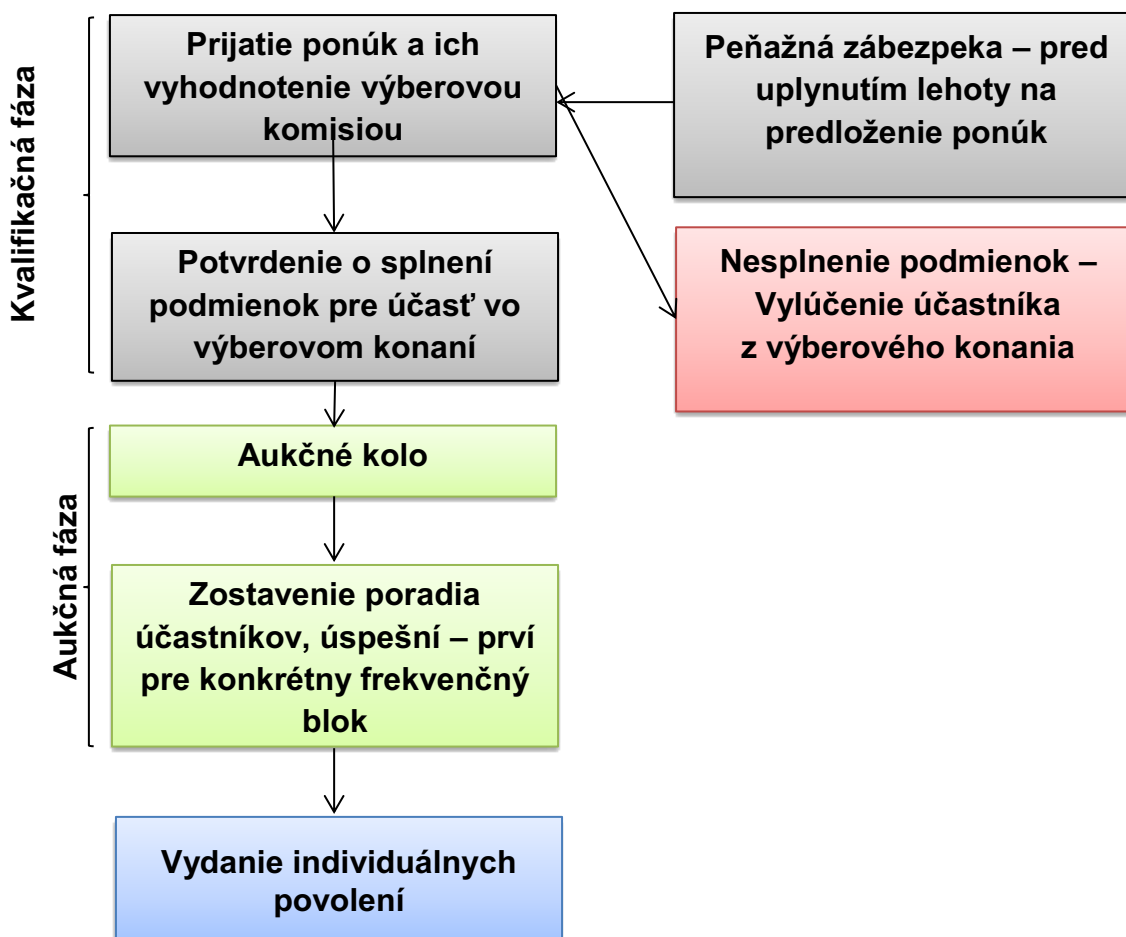 Kvalifikačná fáza
Prijatie ponúk a ich
vyhodnotenie výberovou
komisiou
Peňažná zábezpeka – pred
uplynutím lehoty na
predloženie ponúk
Potvrdenie o splnení
podmienok pre účasť vo
výberovom konaní
Nesplnenie podmienok –
Vylúčenie účastníka
z výberového konania
Aukčná fáza
Aukčné kolo
Zostavenie poradia
účastníkov, úspešní – prví
pre konkrétny frekvenčný
blok
Vydanie individuálnych
povolení